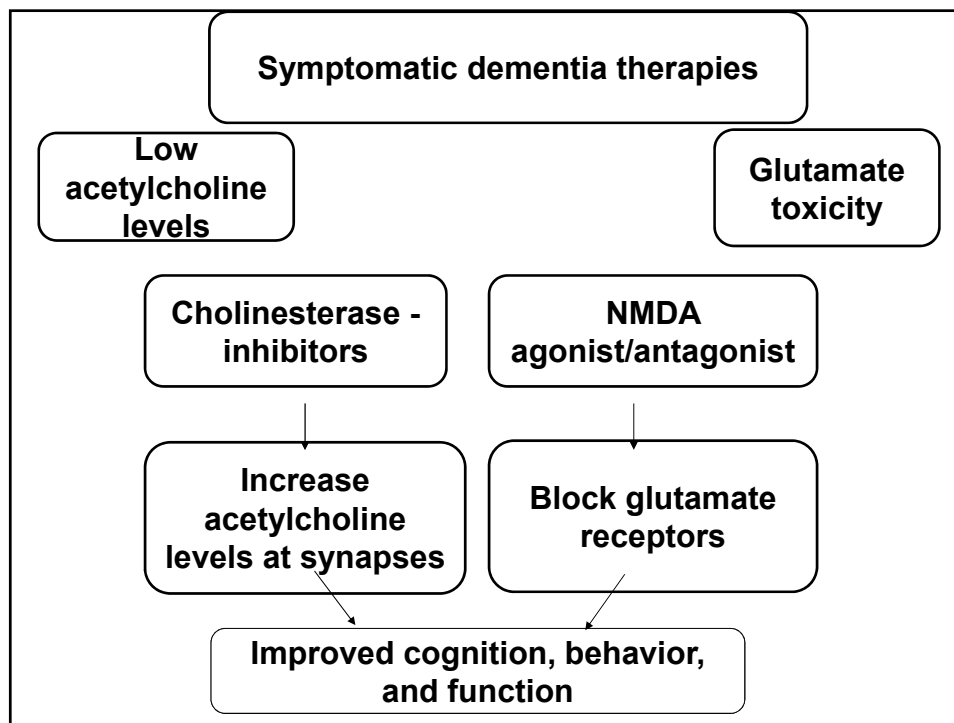 Symptomatic dementia therapies
Low
acetylcholine
levels
Glutamate
toxicity
Cholinesterase -
inhibitors
NMDA
agonist/antagonist
Increase
acetylcholine
levels at synapses
Block glutamate
receptors
Improved cognition, behavior,
and function